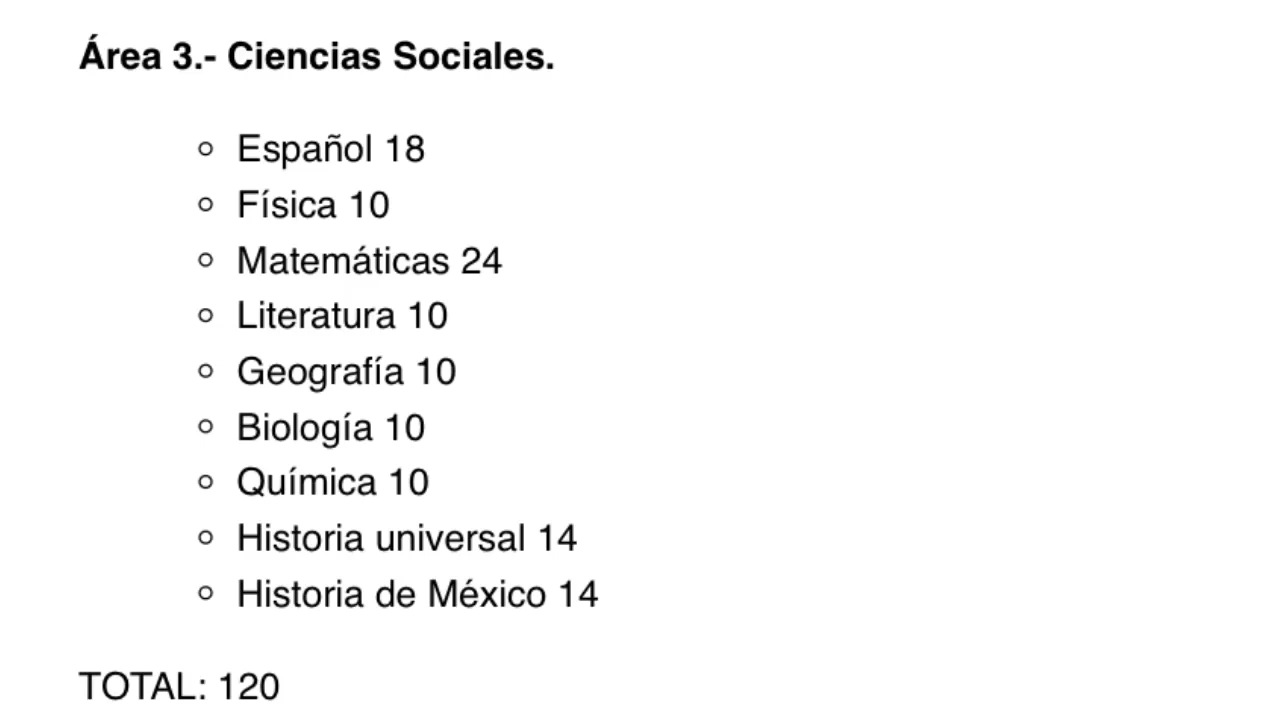 Área 3.- Ciencias Sociales.
Español 18
Física 10
Matemáticas 24
Literatura 10
Geografía 10
Biología 10
Química 10
Historia universal 14
Historia de México 14
TOTAL: 120